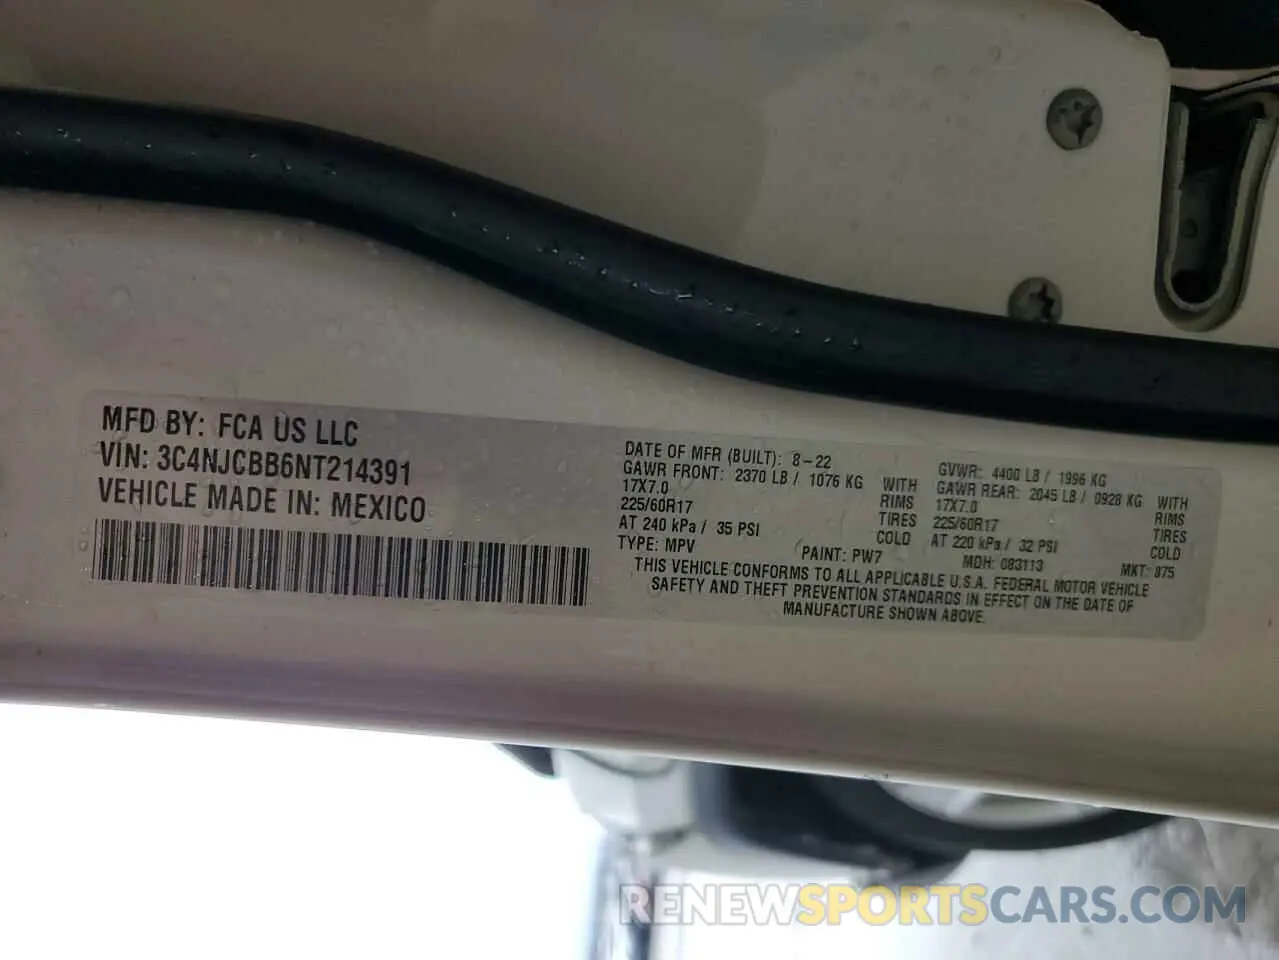 MFD BY: FCA US LLC
VIN: 3C4NJCBB6NT214391
VEHICLE MADE IN: MEXICO
DATE OF MFR (BUILT): 8-22
GAWR FRONT: 2370 LB / 1076 KG WITH
17X7.0 RIMS
225/60R17 TIRES
AT 240 kPa / 35 PSI COLD
TYPE: MPV PAINT: PW7
GVWR: 4400 LB / 1996 KG
GAWR REAR: 2045 LB / 0928 KG WITH
17X7.0 RIMS
225/60R17 TIRES
AT 220 kPa / 32 PSI COLD
MDH: 083113 MKT: 875
THIS VEHICLE CONFORMS TO ALL APPLICABLE U.S.A. FEDERAL MOTOR VEHICLE
SAFETY AND THEFT PREVENTION STANDARDS IN EFFECT ON THE DATE OF
MANUFACTURE SHOWN ABOVE.
RENEWSPORTSCARS.COM